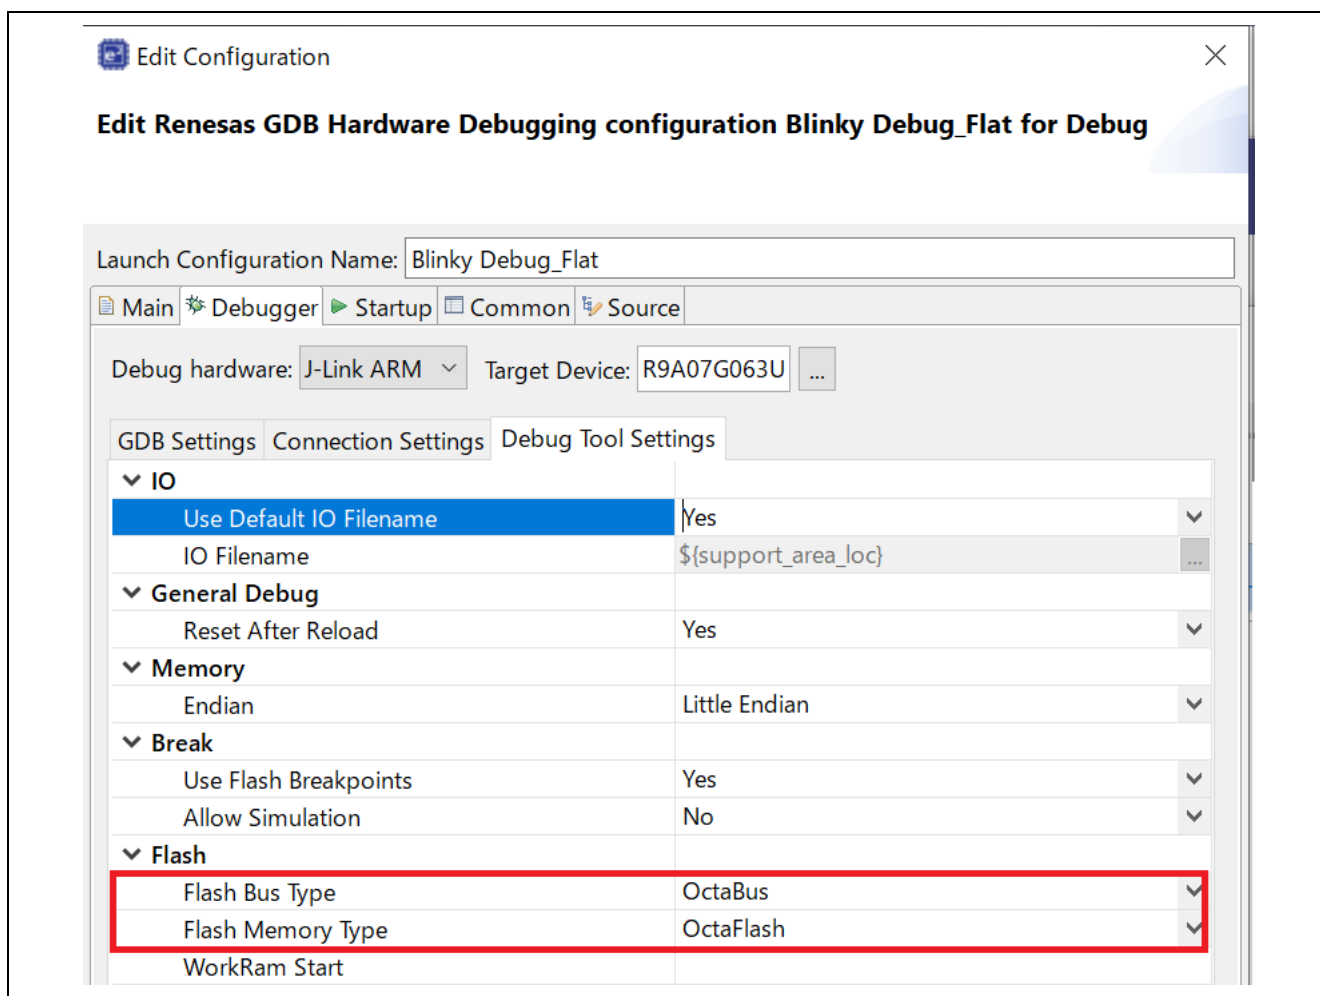 Edit Configuration
Edit Renesas GDB Hardware Debugging configuration Blinky Debug_Flat for Debug
Launch Configuration Name: Blinky Debug_Flat
Main Debugger Startup Common Source
Debug hardware: J-Link ARM Target Device: R9A07G063U ...
GDB Settings Connection Settings Debug Tool Settings
IO
Use Default IO Filename Yes
IO Filename ${support_area_loc} ...
General Debug
Reset After Reload Yes
Memory
Endian Little Endian
Break
Use Flash Breakpoints Yes
Allow Simulation No
Flash
Flash Bus Type OctaBus
Flash Memory Type OctaFlash
WorkRam Start